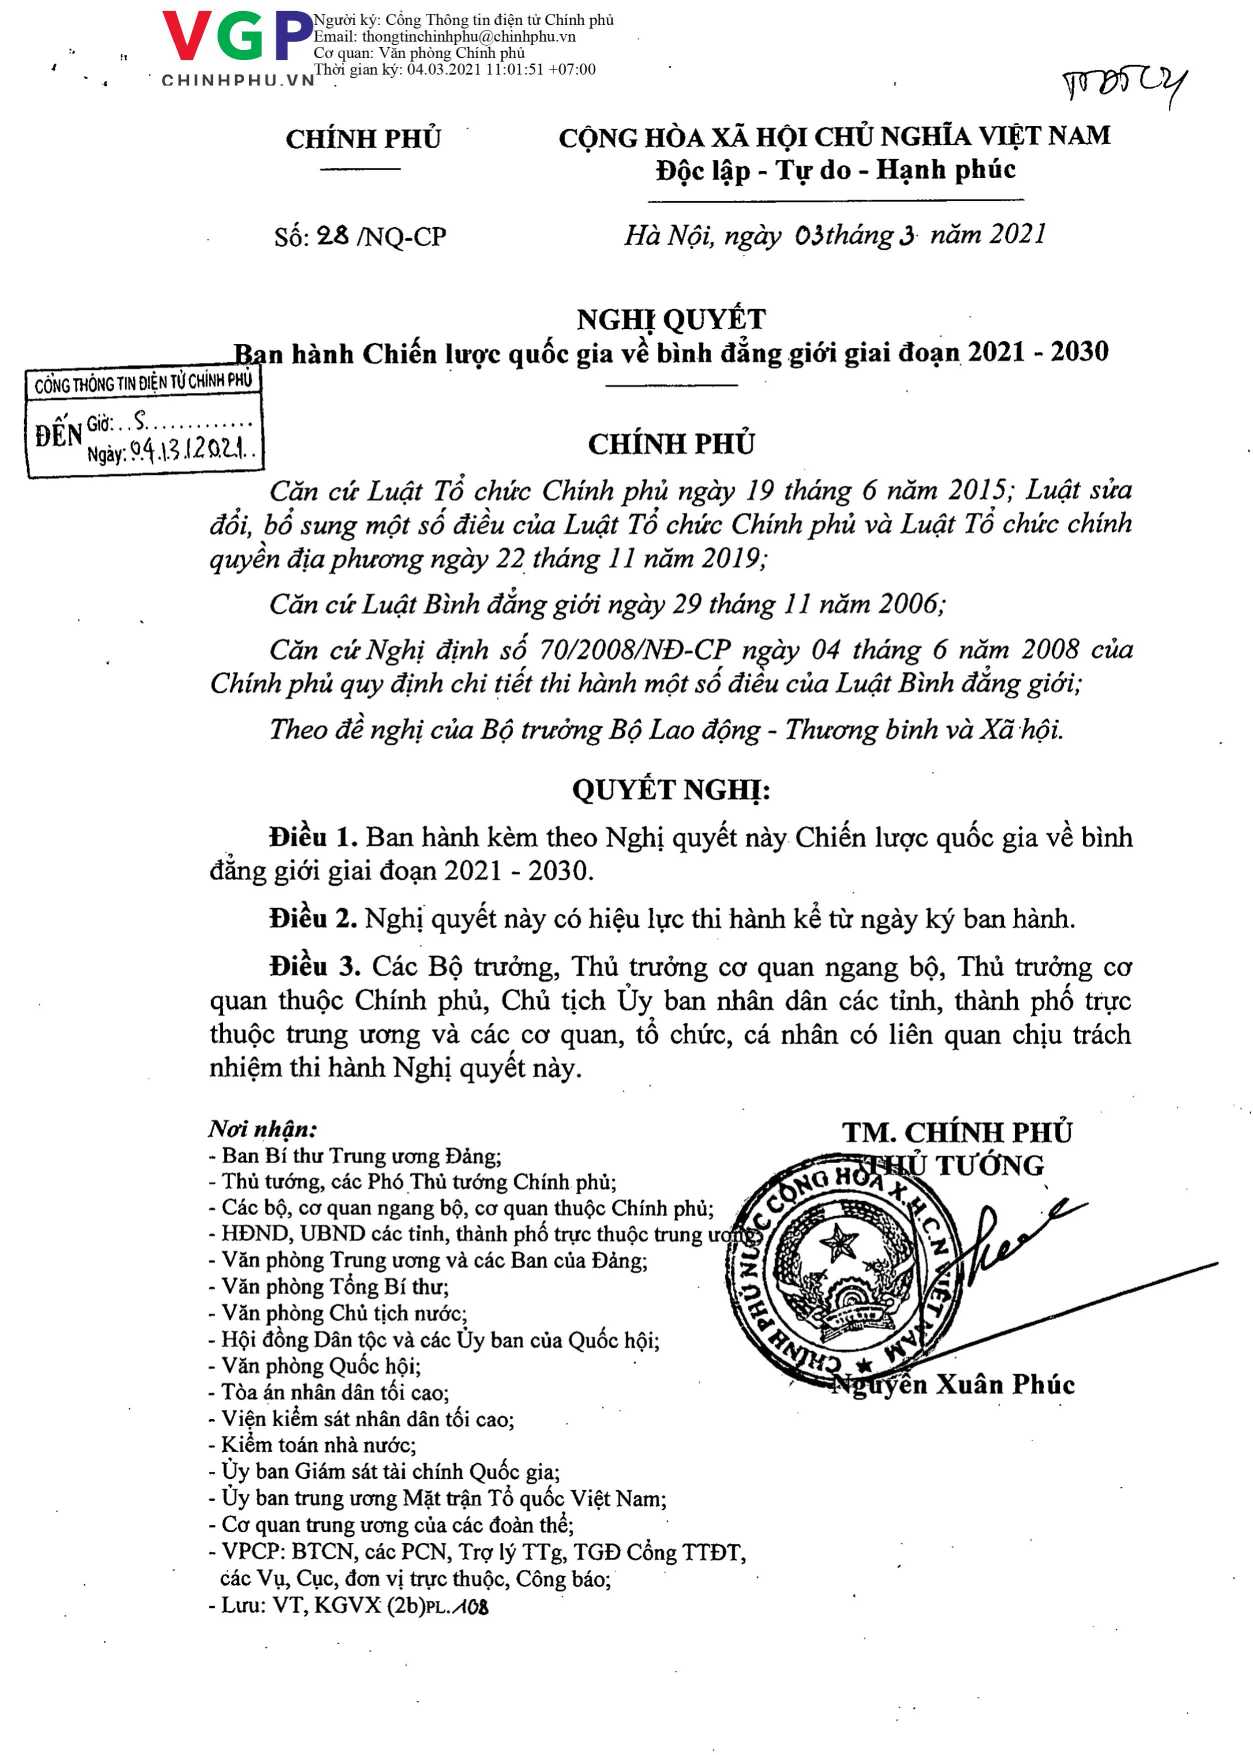 VGP
CHINHPHU.VN
Người ký: Cổng Thông tin điện tử Chính phủ
Email: thongtinchinhphu@chinhphu.vn
Cơ quan: Văn phòng Chính phủ
Thời gian ký: 04.03.2021 11:01:51 +07:00
CHÍNH PHỦ
CỘNG HÒA XÃ HỘI CHỦ NGHĨA VIỆT NAM
Độc lập - Tự do - Hạnh phúc
Số: 28 /NQ-CP
Hà Nội, ngày 03 tháng 3 năm 2021
NGHỊ QUYẾT
Ban hành Chiến lược quốc gia về bình đẳng giới giai đoạn 2021 - 2030
CỔNG THÔNG TIN ĐIỆN TỬ CHÍNH PHỦ
ĐẾN Giờ:..S.............
Ngày: 04/3/2021..
CHÍNH PHỦ
Căn cứ Luật Tổ chức Chính phủ ngày 19 tháng 6 năm 2015; Luật sửa
đổi, bổ sung một số điều của Luật Tổ chức Chính phủ và Luật Tổ chức chính
quyền địa phương ngày 22 tháng 11 năm 2019;
Căn cứ Luật Bình đẳng giới ngày 29 tháng 11 năm 2006;
Căn cứ Nghị định số 70/2008/NĐ-CP ngày 04 tháng 6 năm 2008 của
Chính phủ quy định chi tiết thi hành một số điều của Luật Bình đẳng giới;
Theo đề nghị của Bộ trưởng Bộ Lao động - Thương binh và Xã hội.
QUYẾT NGHỊ:
Điều 1. Ban hành kèm theo Nghị quyết này Chiến lược quốc gia về bình
đẳng giới giai đoạn 2021 - 2030.
Điều 2. Nghị quyết này có hiệu lực thi hành kể từ ngày ký ban hành.
Điều 3. Các Bộ trưởng, Thủ trưởng cơ quan ngang bộ, Thủ trưởng cơ
quan thuộc Chính phủ, Chủ tịch Ủy ban nhân dân các tỉnh, thành phố trực
thuộc trung ương và các cơ quan, tổ chức, cá nhân có liên quan chịu trách
nhiệm thi hành Nghị quyết này.
Nơi nhận:
- Ban Bí thư Trung ương Đảng;
- Thủ tướng, các Phó Thủ tướng Chính phủ;
- Các bộ, cơ quan ngang bộ, cơ quan thuộc Chính phủ;
- HĐND, UBND các tỉnh, thành phố trực thuộc trung ương;
- Văn phòng Trung ương và các Ban của Đảng;
- Văn phòng Tổng Bí thư;
- Văn phòng Chủ tịch nước;
- Hội đồng Dân tộc và các Ủy ban của Quốc hội;
- Văn phòng Quốc hội;
- Tòa án nhân dân tối cao;
- Viện kiểm sát nhân dân tối cao;
- Kiểm toán nhà nước;
- Ủy ban Giám sát tài chính Quốc gia;
- Ủy ban trung ương Mặt trận Tổ quốc Việt Nam;
- Cơ quan trung ương của các đoàn thể;
- VPCP: BTCN, các PCN, Trợ lý TTg, TGĐ Cổng TTĐT,
các Vụ, Cục, đơn vị trực thuộc, Công báo;
- Lưu: VT, KGVX (2b)PL.108
TM. CHÍNH PHỦ
THỦ TƯỚNG
CHÍNH PHỦ NƯỚC CỘNG HÒA X.H.C.N VIỆT NAM
Nguyễn Xuân Phúc